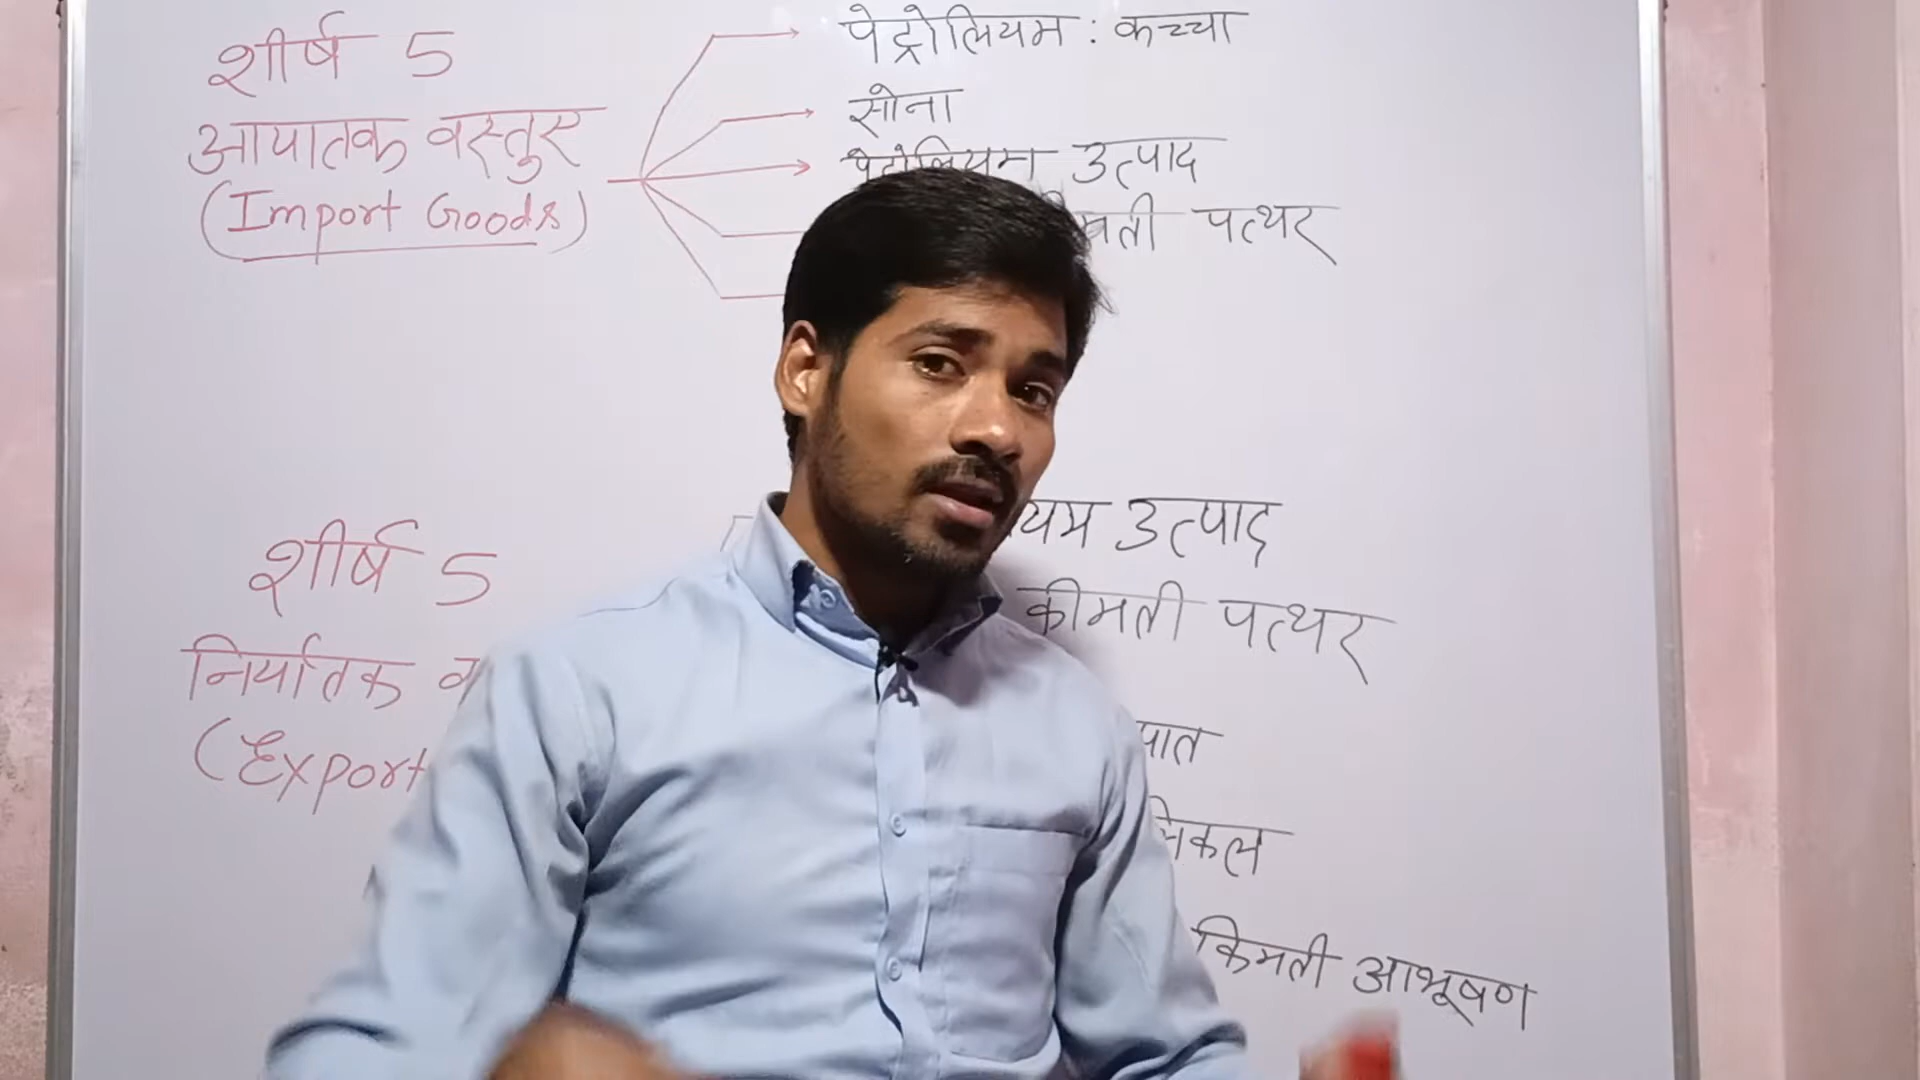 शीर्ष 5
आयातक वस्तुए
(Import Goods)
पेट्रोलियम : कच्चा
सोना
पेट्रोलियम उत्पाद
पत्थर
शीर्ष 5
निर्यातक
(Export
उत्पाद
कीमती पत्थर
किमती आभूषण